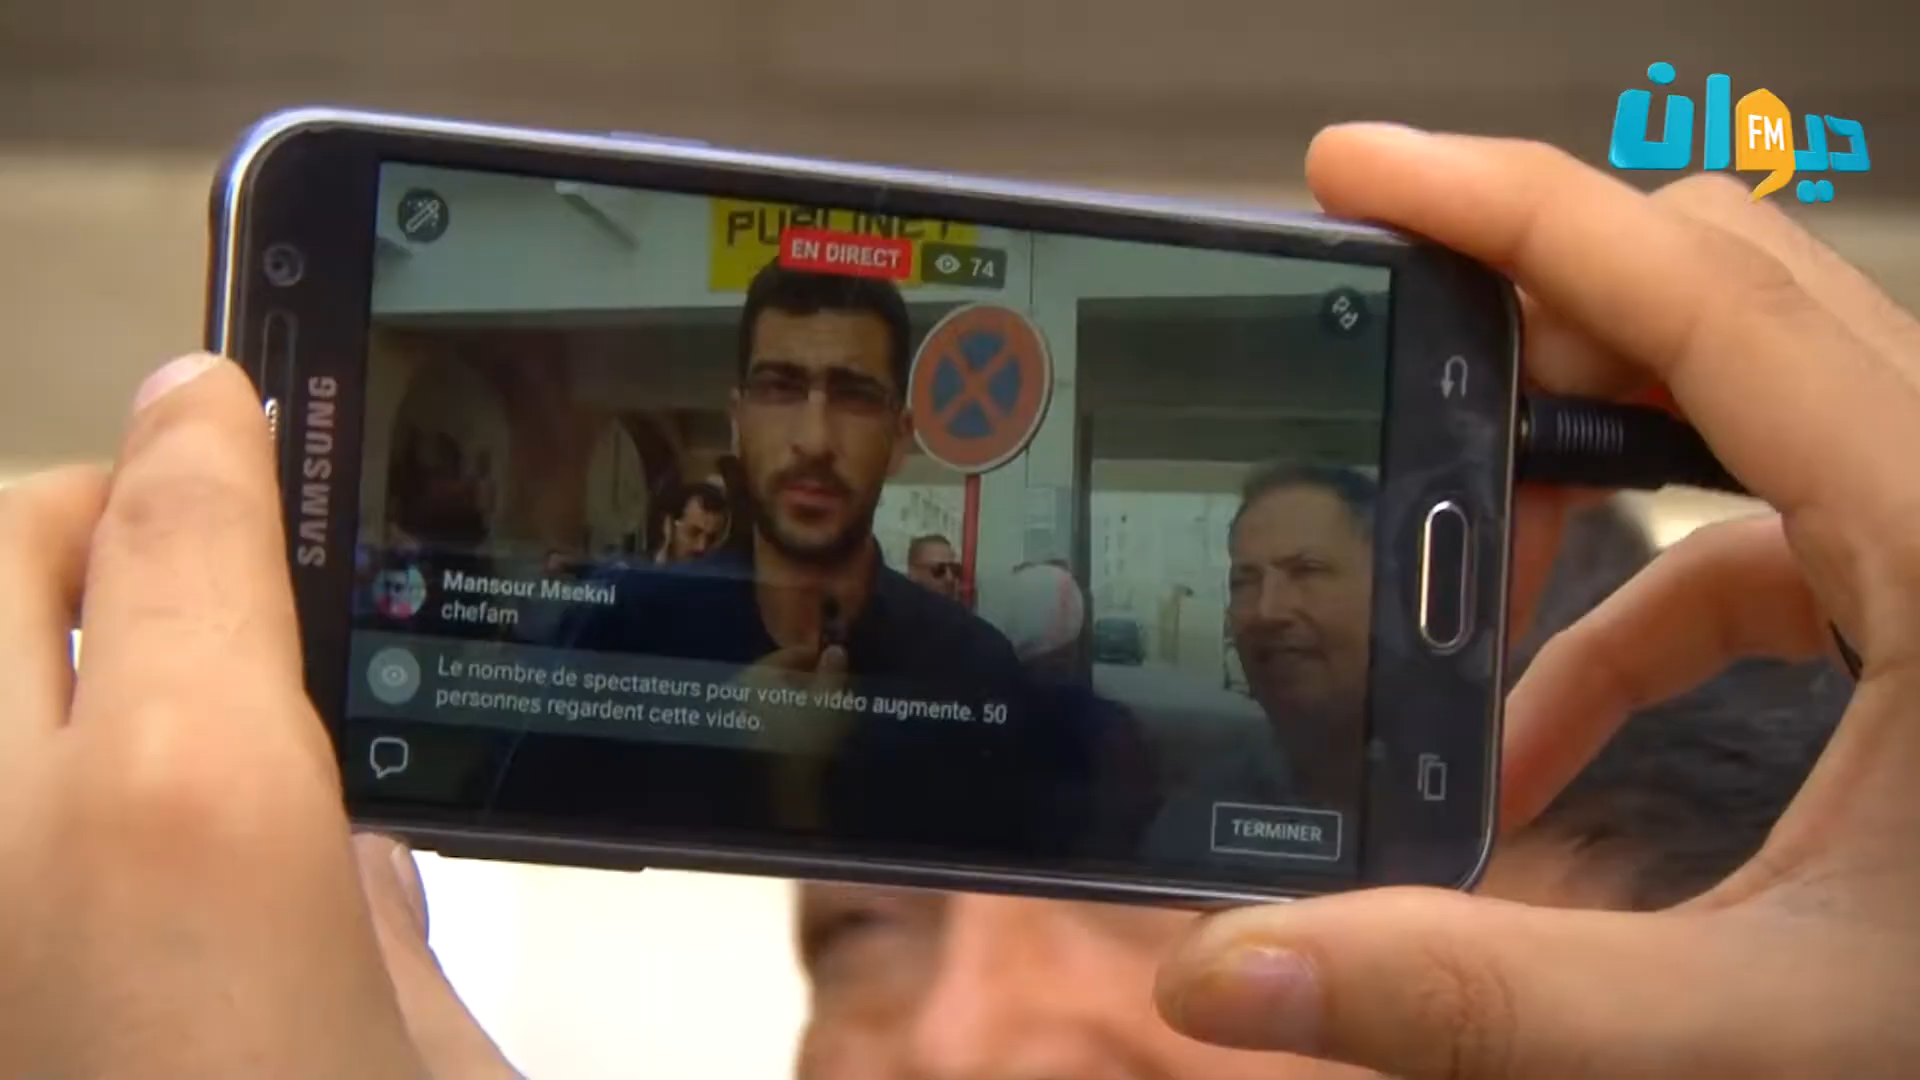 ديوان
FM
PUBLINET
EN DIRECT
74
SAMSUNG
Mansour Msekni
chefam
Le nombre de spectateurs pour votre vidéo augmente. 50
personnes regardent cette vidéo.
TERMINER